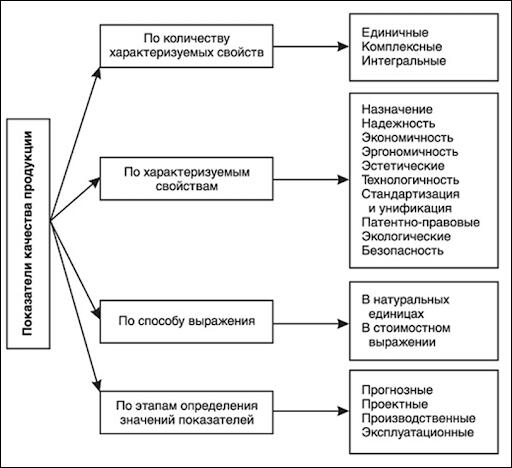 Показатели качества продукции
По количеству
характеризуемых свойств
Единичные
Комплексные
Интегральные
По характеризуемым
свойствам
Назначение
Надежность
Экономичность
Эргономичность
Эстетические
Технологичность
Стандартизация
и унификация
Патентно-правовые
Экологические
Безопасность
По способу выражения
В натуральных
единицах
В стоимостном
выражении
По этапам определения
значений показателей
Прогнозные
Проектные
Производственные
Эксплуатационные